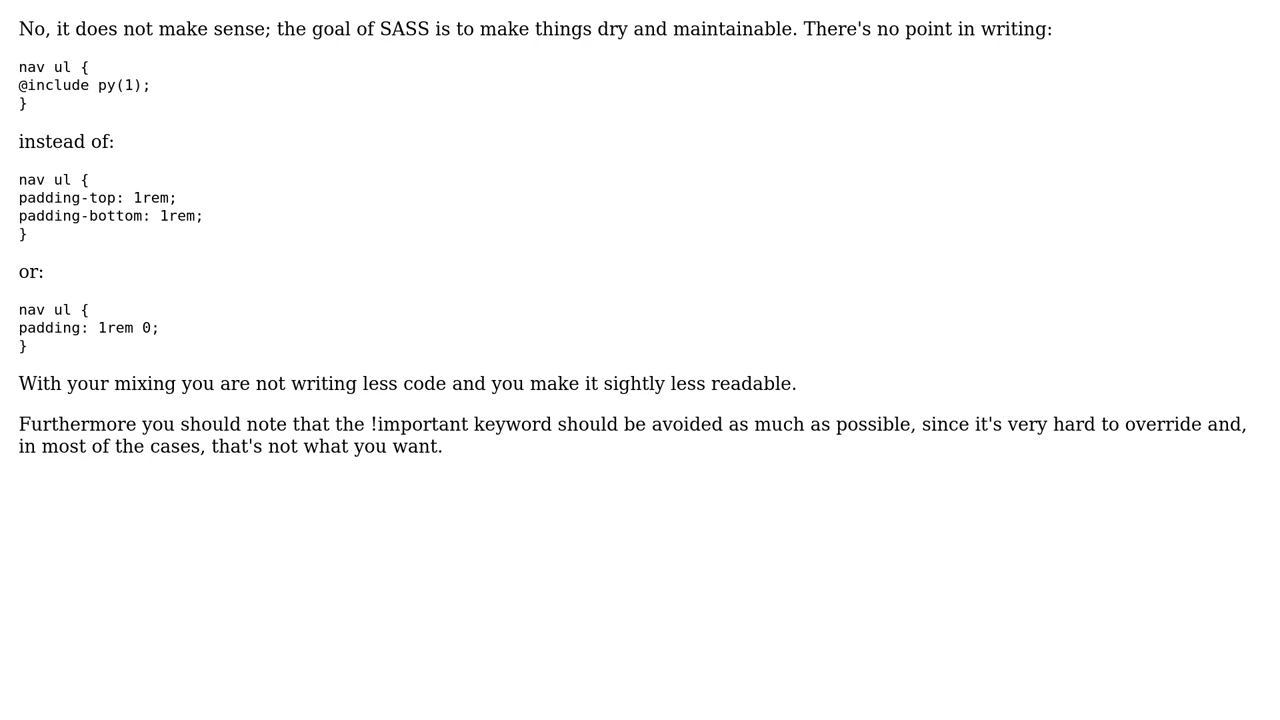 No, it does not make sense; the goal of SASS is to make things dry and maintainable. There's no point in writing:
nav ul {
@include py(1);
}
instead of:
nav ul {
padding-top: 1rem;
padding-bottom: 1rem;
}
or:
nav ul {
padding: 1rem 0;
}
With your mixing you are not writing less code and you make it sightly less readable.
Furthermore you should note that the !important keyword should be avoided as much as possible, since it's very hard to override and,
in most of the cases, that's not what you want.